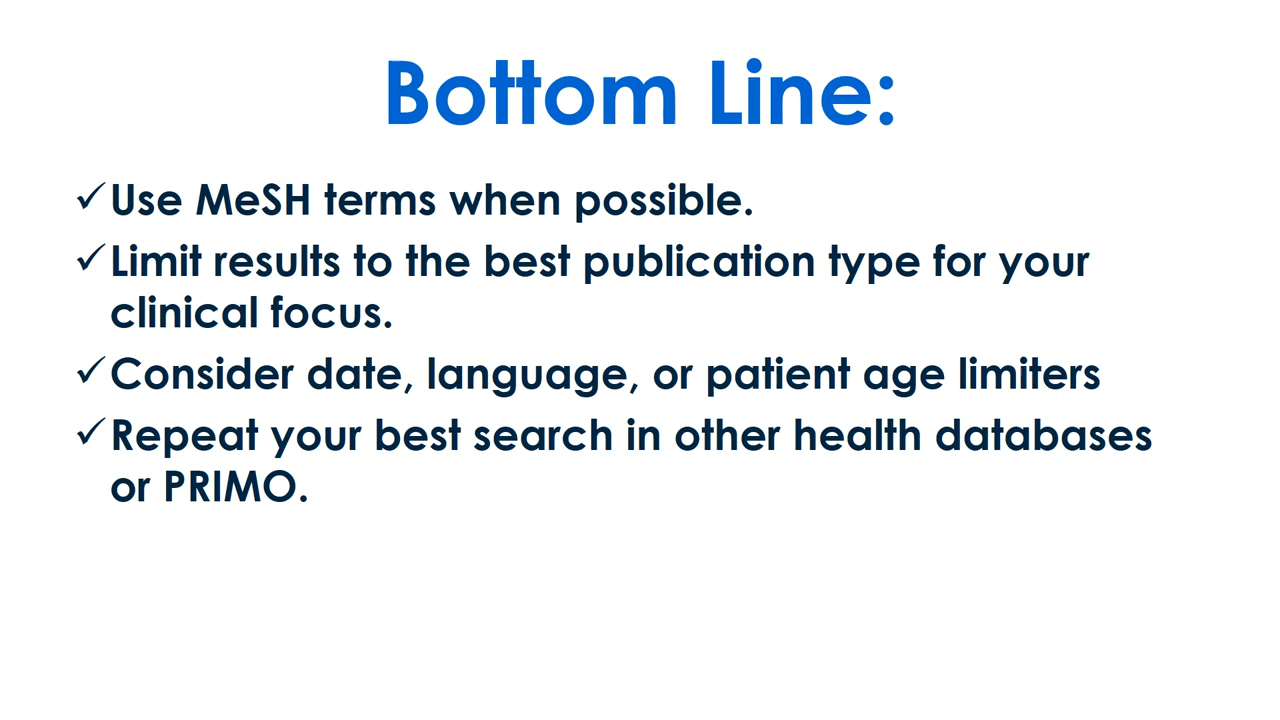 Bottom Line:
✓Use MeSH terms when possible.
✓Limit results to the best publication type for your
clinical focus.
✓Consider date, language, or patient age limiters
✓Repeat your best search in other health databases
or PRIMO.